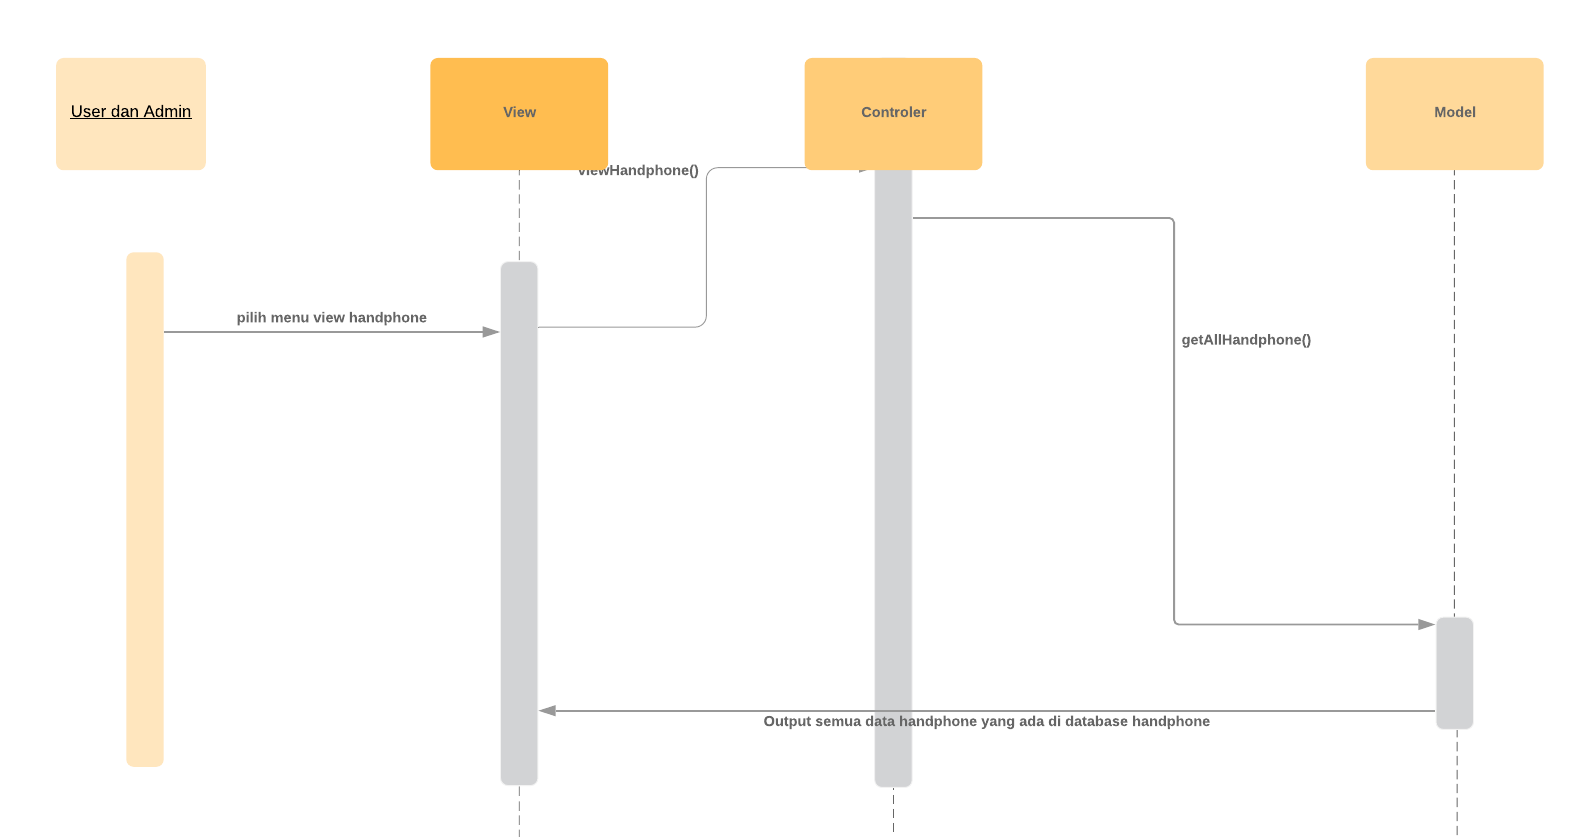 User dan Admin
View
Controler
Model
viewHandphone()
pilih menu view handphone
getAllHandphone()
Output semua data handphone yang ada di database handphone